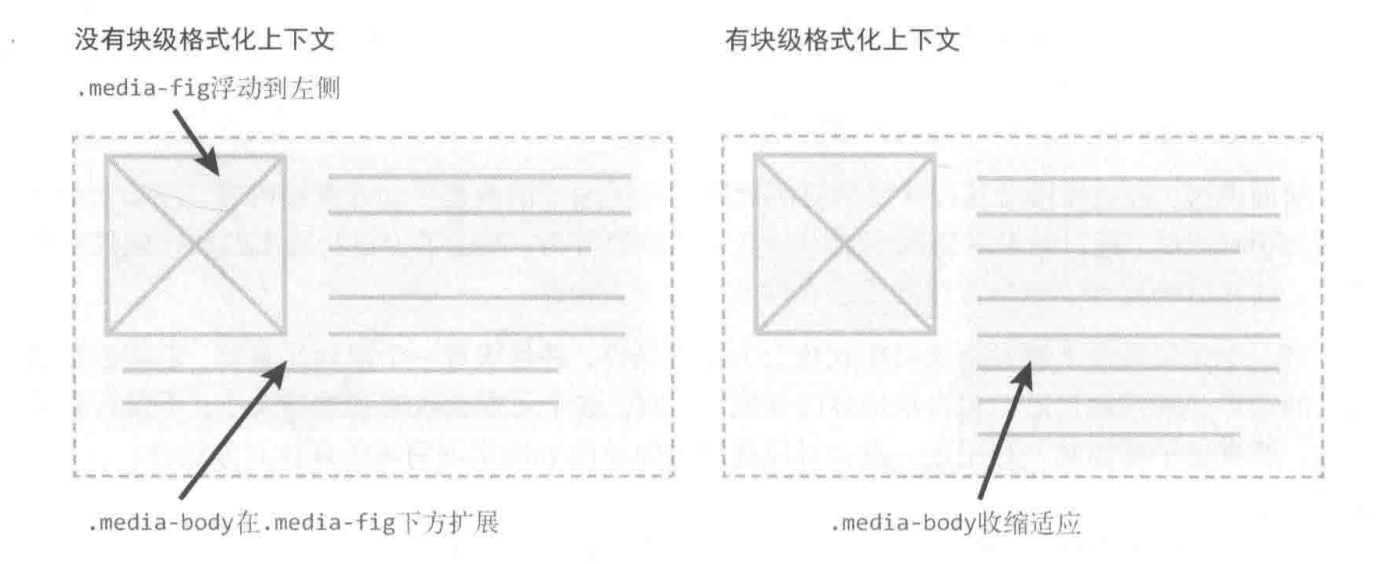 没有块级格式化上下文
.media-fig浮动到左侧
.media-body在.media-fig下方扩展
有块级格式化上下文
.media-body收缩适应